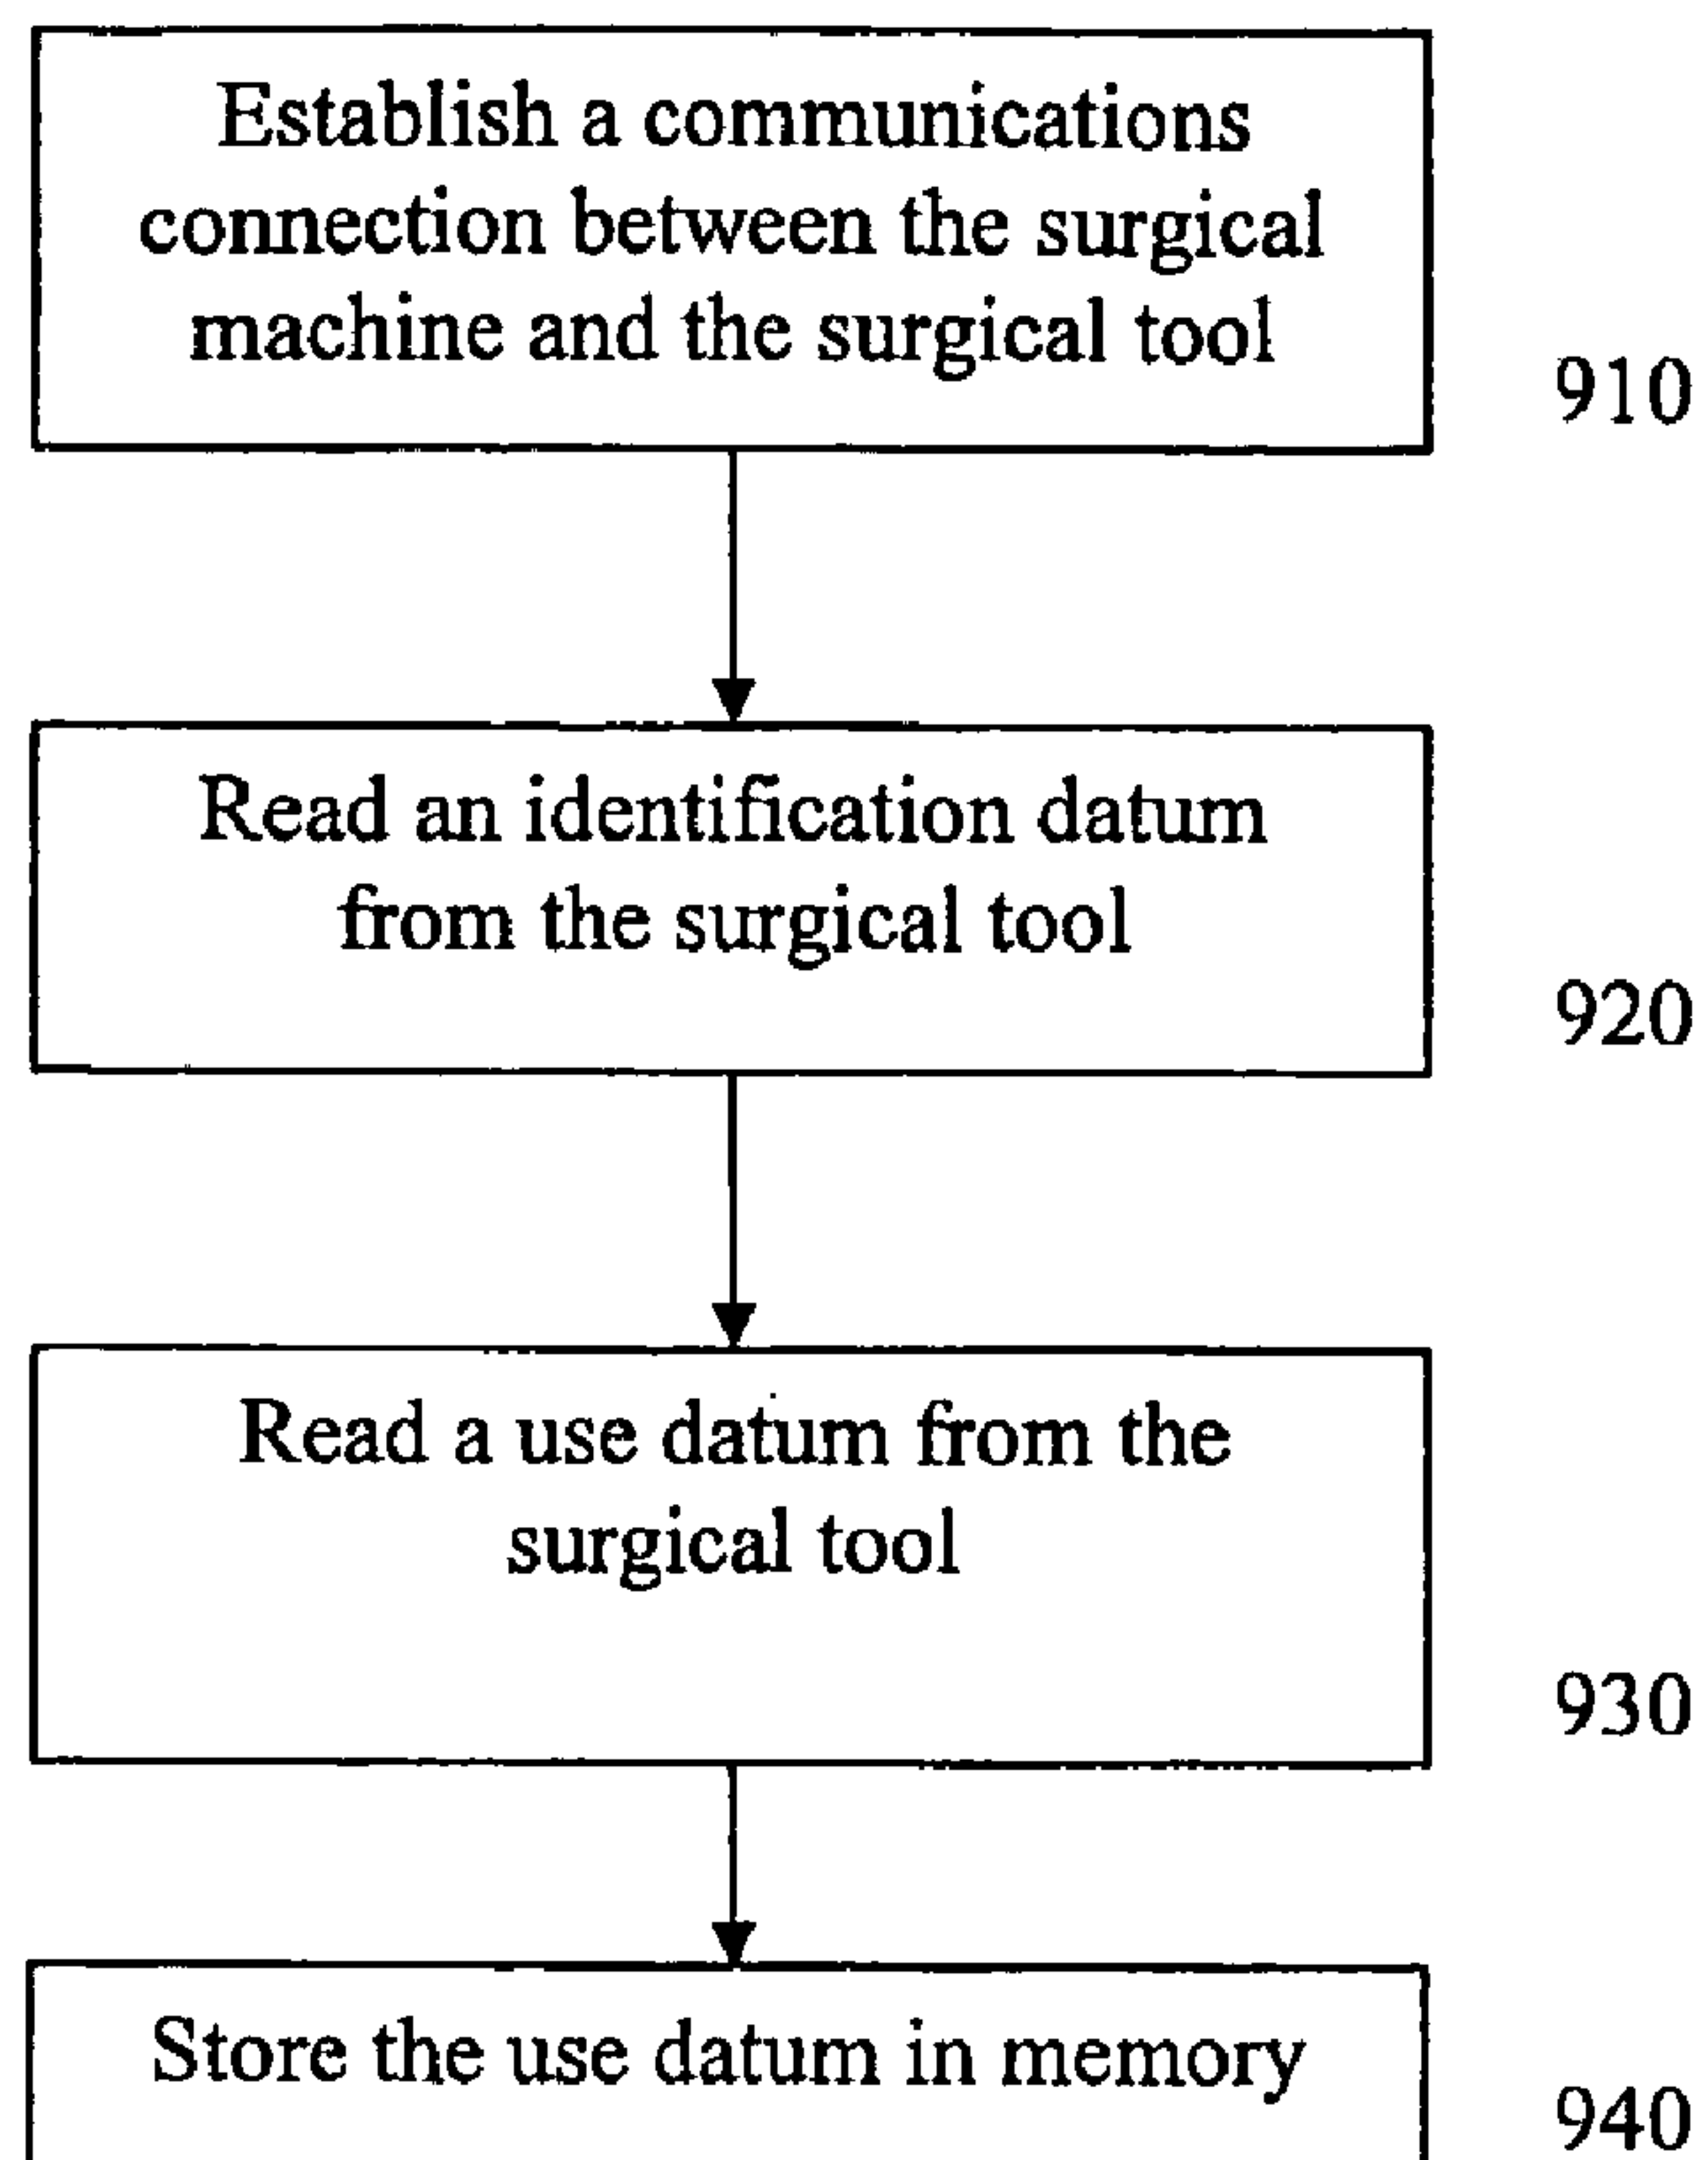 Establish a communications
connection between the surgical
machine and the surgical tool
910
Read an identification datum
from the surgical tool
920
Read a use datum from the
surgical tool
930
Store the use datum in memory
940